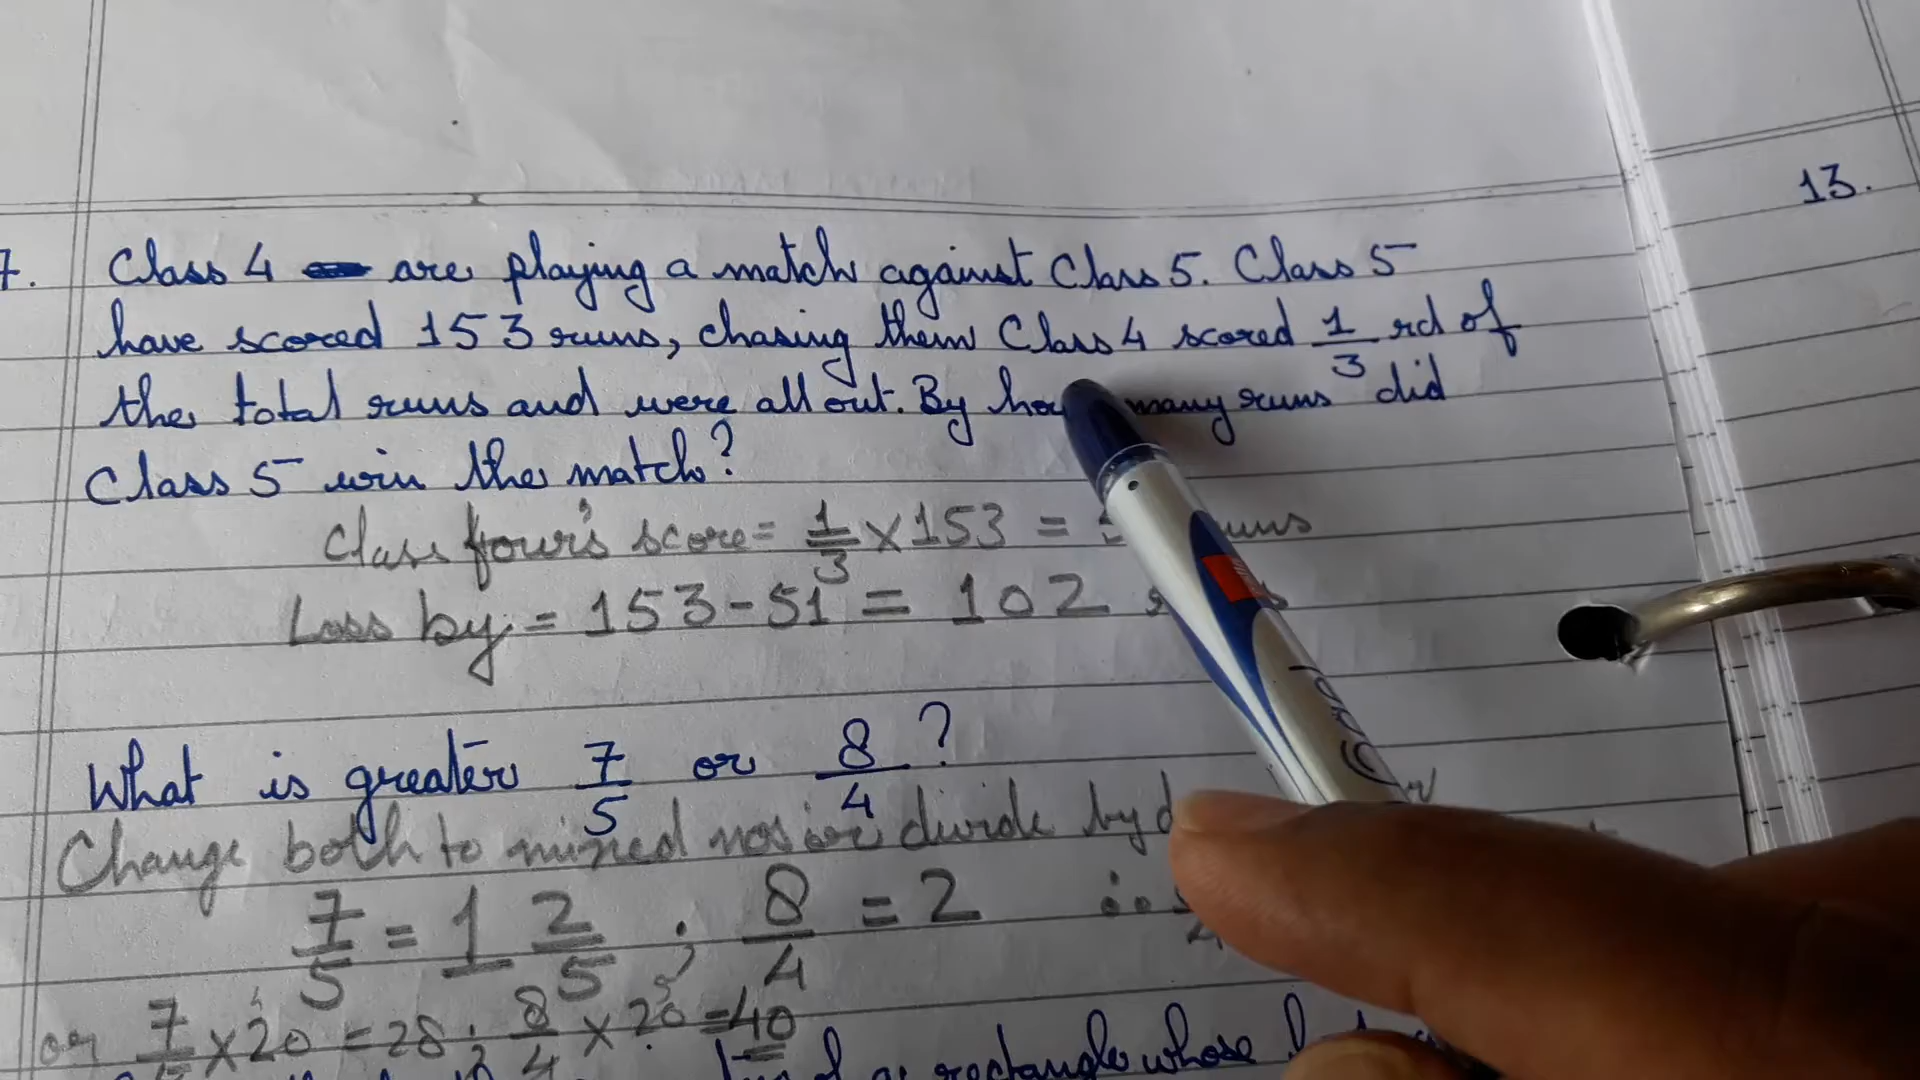 13.
7. Class 4 are playing a match against Class 5. Class 5
have scored 153 runs, chasing them Class 4 scored 1/3 rd of
the total runs and were all out. By how many runs did
Class 5 win the match?
Class four's score = 1/3 × 153 = runs
Loss by = 153 - 51 = 102
What is greater 7/5 or 8/4 ?
Change both to mixed nos or divide by
7/5 = 1 2/5 ; 8/4 = 2 ∴
or 7/5 × 20 = 28 ; 8/4 × 20 = 40
of a rectangle whose